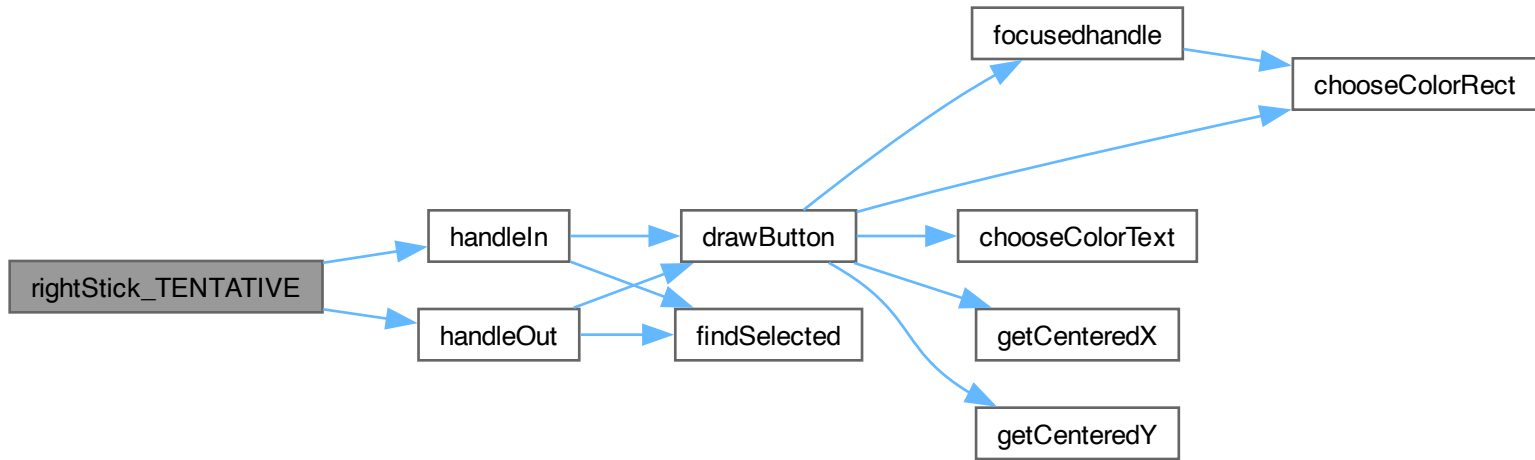 rightStick_TENTATIVE
handleIn
handleOut
drawButton
findSelected
focusedhandle
chooseColorRect
chooseColorText
getCenteredX
getCenteredY